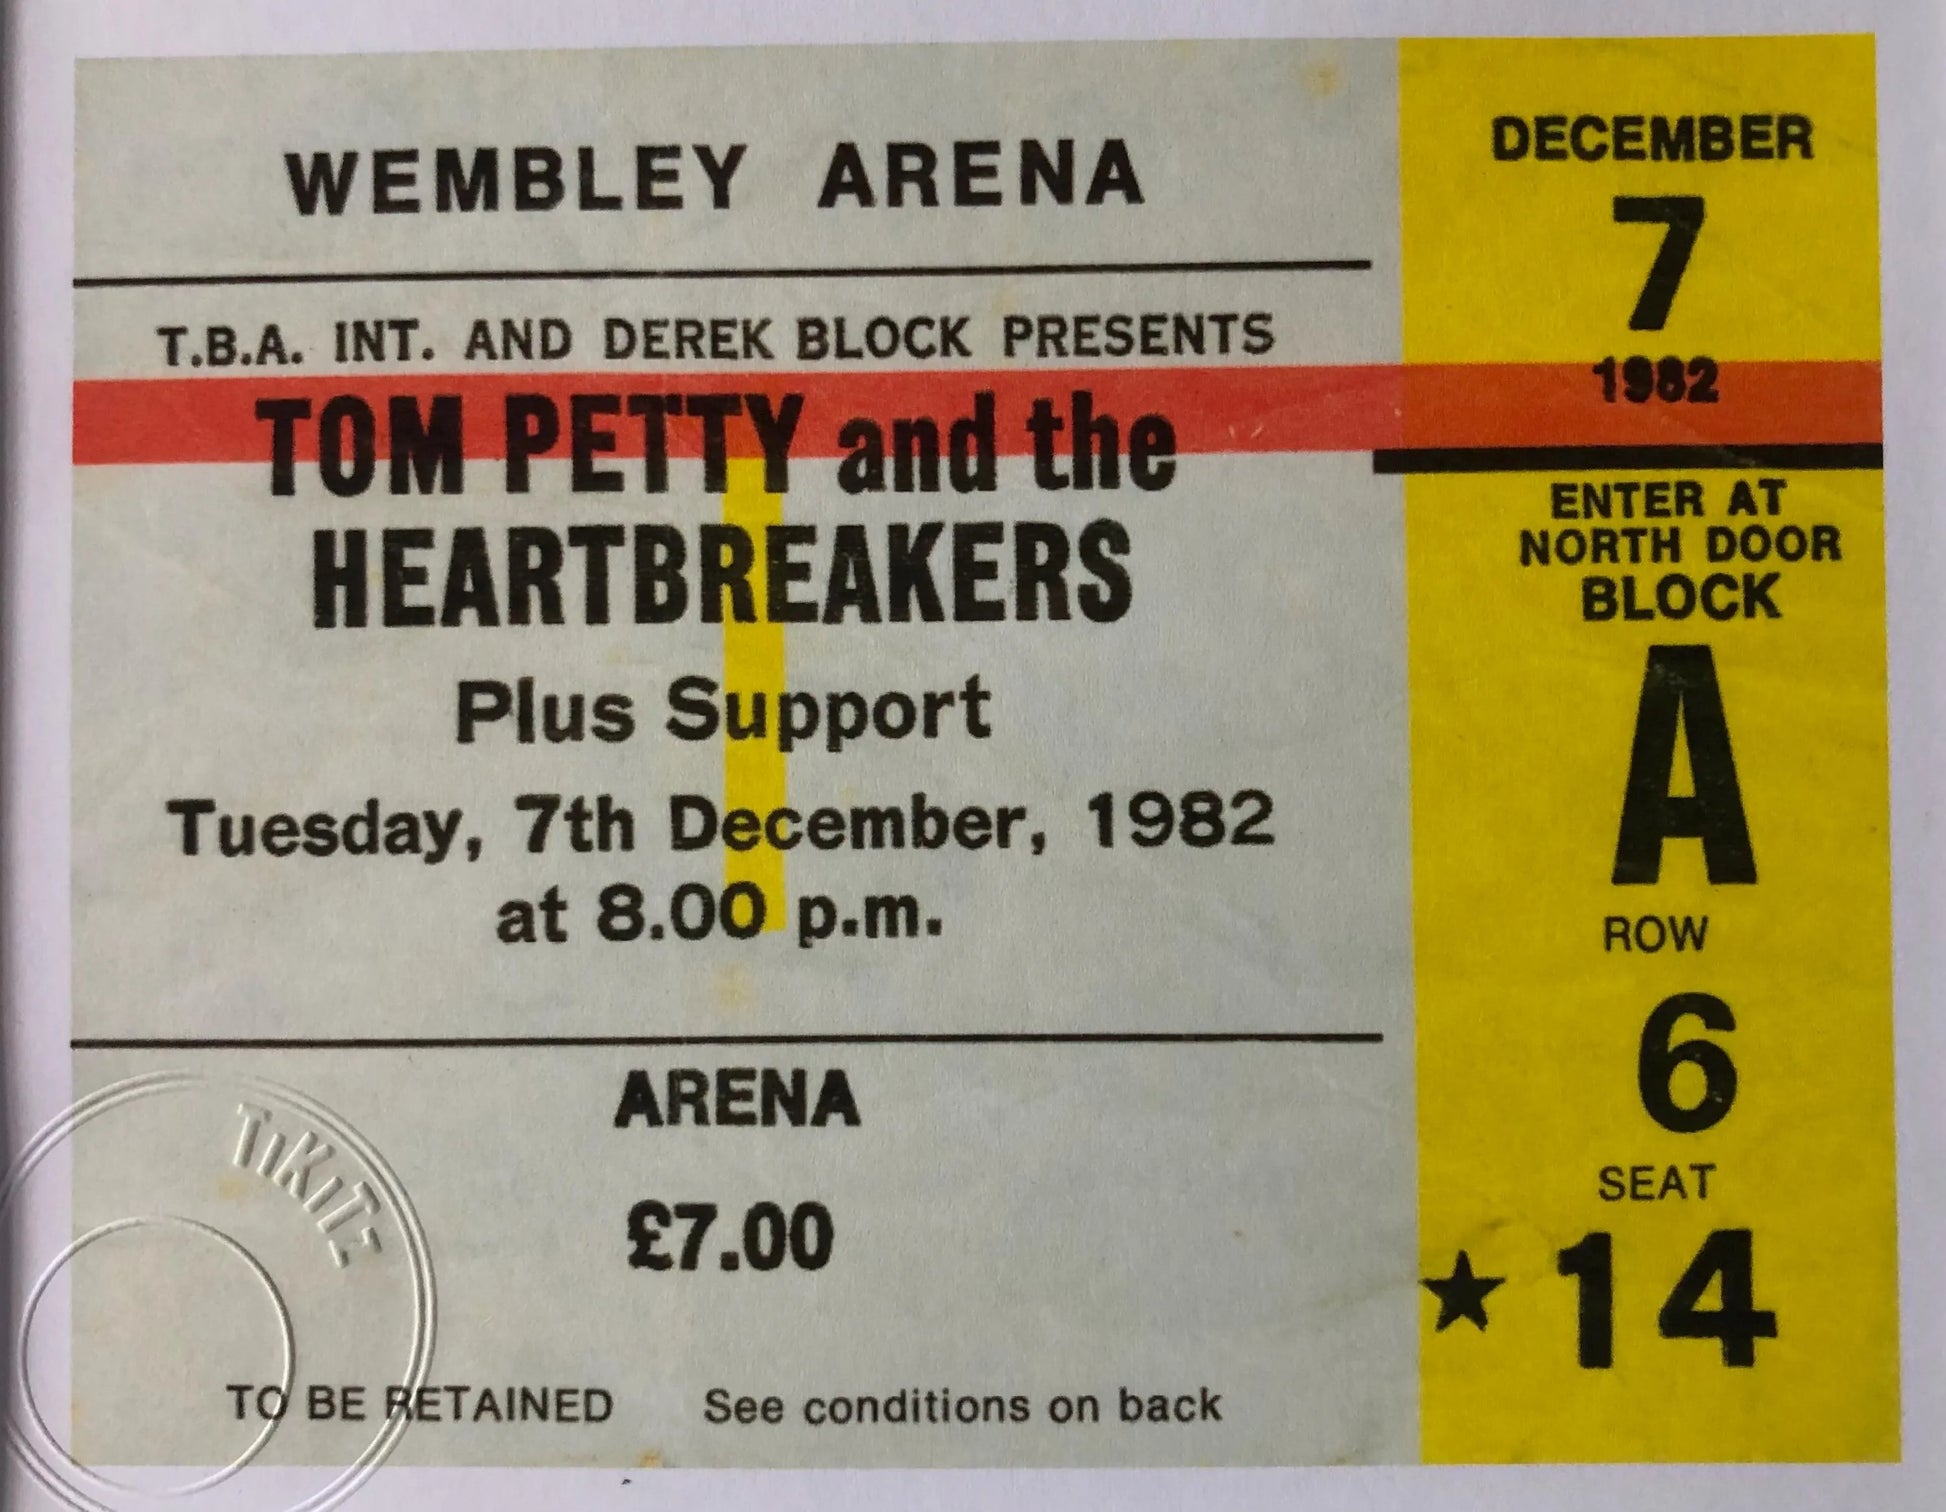 WEMBLEY ARENA
T.B.A. INT. AND DEREK BLOCK PRESENTS
TOM PETTY and the
HEARTBREAKERS
Plus Support
Tuesday, 7th December, 1982
at 8.00 p.m.
ARENA
£7.00
TO BE RETAINED See conditions on back
DECEMBER
7
1982
ENTER AT
NORTH DOOR
BLOCK
A
ROW
6
SEAT
★ 14
TiKiTE